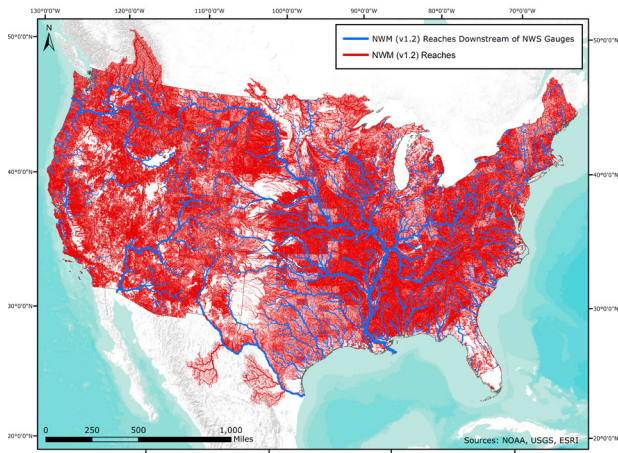 130°0'0"W 120°0'0"W 110°0'0"W 100°0'0"W 90°0'0"W 80°0'0"W 70°0'0"W
N
NWM (v1.2) Reaches Downstream of NWS Gauges
NWM (v1.2) Reaches
50°0'0"N 50°0'0"N
40°0'0"N 40°0'0"N
30°0'0"N 30°0'0"N
20°0'0"N 20°0'0"N
0 250 500 1,000
Miles
Sources: NOAA, USGS, ESRI